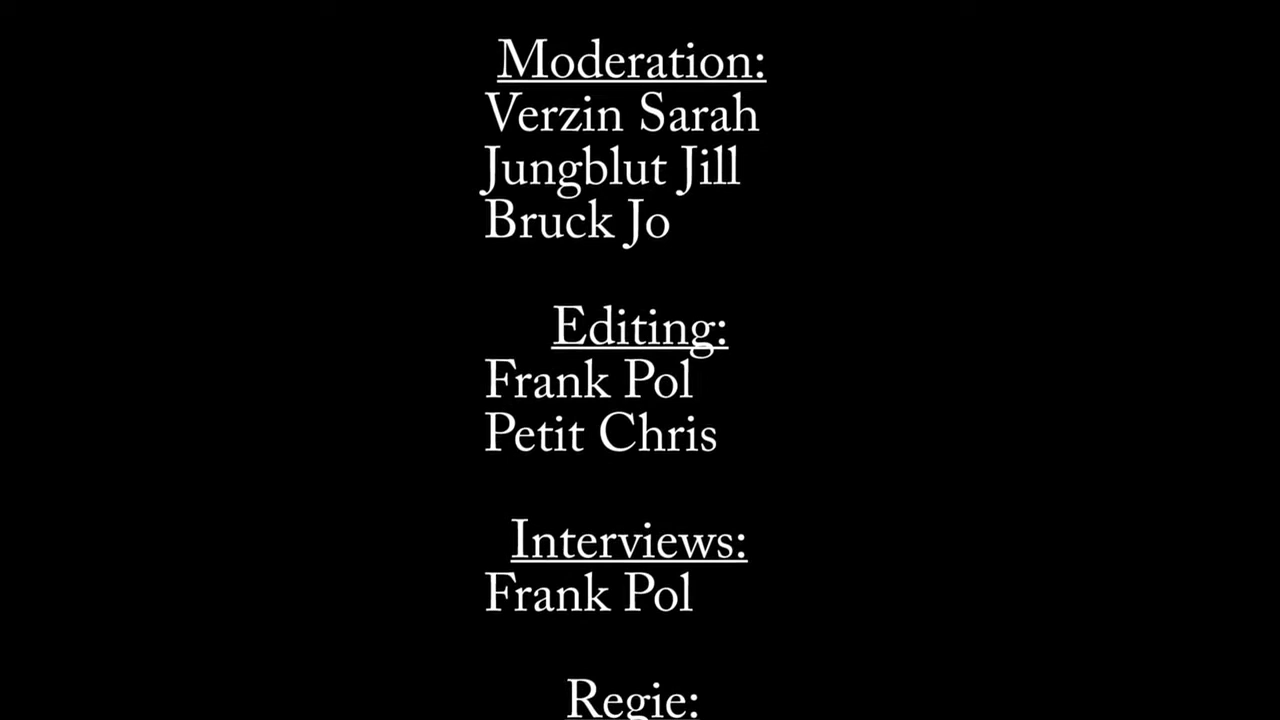 Moderation:
Verzin Sarah
Jungblut Jill
Bruck Jo
Editing:
Frank Pol
Petit Chris
Interviews:
Frank Pol
Regie: